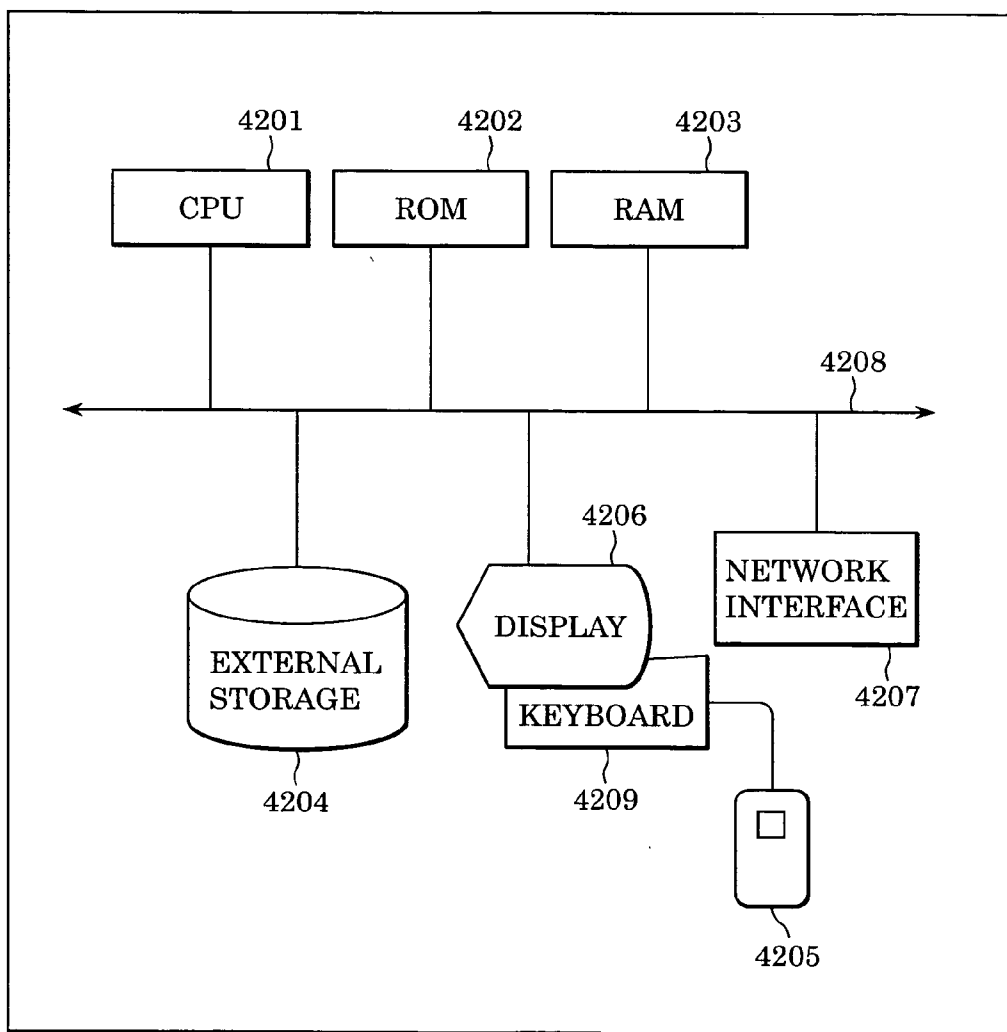 4201
4202
4203
CPU
ROM
RAM
4208
4206
NETWORK
INTERFACE
DISPLAY
EXTERNAL
STORAGE
4207
KEYBOARD
4204
4209
4205